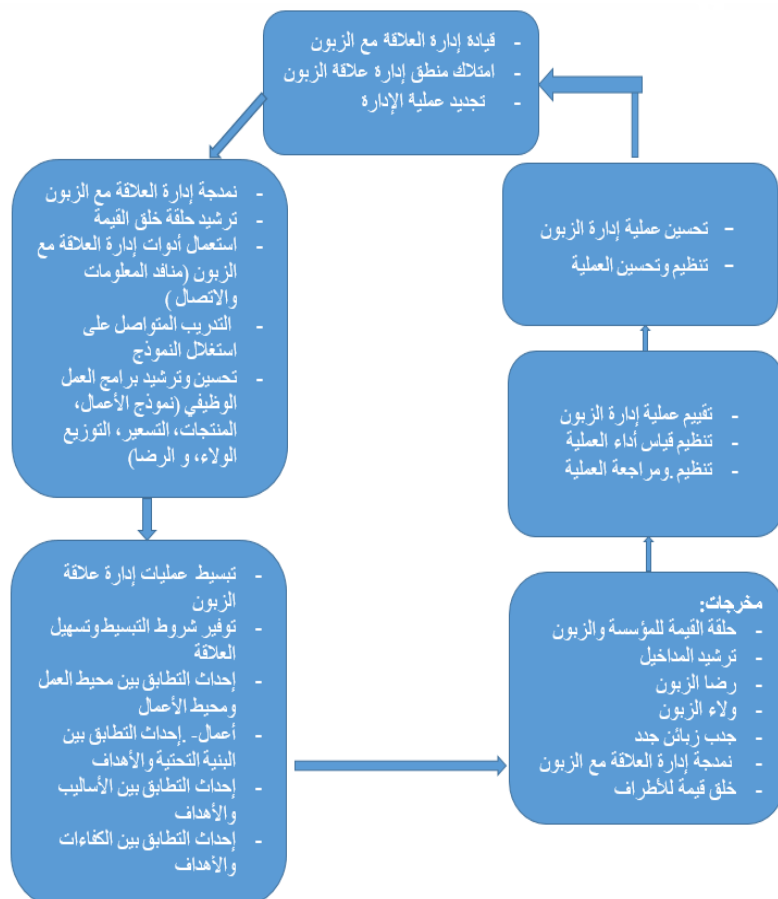 - قيادة إدارة العلاقة مع الزبون
- امتلاك منطق إدارة علاقة الزبون
- تجديد عملية الإدارة
- نمدجة إدارة العلاقة مع الزبون
- ترشيد حلقة خلق القيمة
- استعمال أدوات إدارة العلاقة مع
الزبون (منافد المعلومات
والاتصال )
- التدريب المتواصل على
استغلال النموذج
- تحسين وترشيد برامج العمل
الوظيفي (نموذج الأعمال،
المنتجات، التسعير، التوزيع
الولاء، و الرضا)
- تبسيط عمليات إدارة علاقة
الزبون
- توفير شروط التبسيط وتسهيل
العلاقة
- إحداث التطابق بين محيط العمل
ومحيط الأعمال
- أعمال-. إحداث التطابق بين
البنية التحتية والأهداف
- إحداث التطابق بين الأساليب
والأهداف
- إحداث التطابق بين الكفاءات
والأهداف
مخرجات:
- حلقة القيمة للمؤسسة والزبون
- ترشيد المداخيل
- رضا الزبون
- ولاء الزبون
- جدب زبائن جدد
- نمدجة إدارة العلاقة مع الزبون
- خلق قيمة للأطراف
- تقييم عملية إدارة الزبون
- تنظيم قياس أداء العملية
- تنظيم .ومراجعة العملية
- تحسين عملية إدارة الزبون
- تنظيم وتحسين العملية